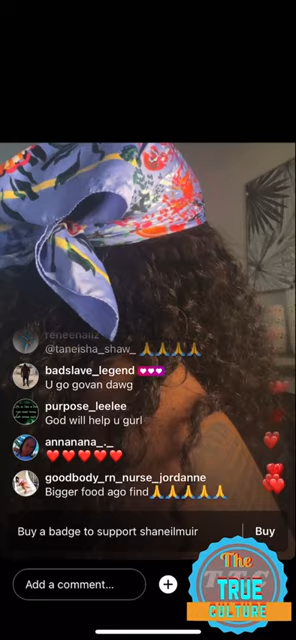 reneenailz
@taneisha_shaw_ 🙏🙏🙏🙏
badslave_legend
U go govan dawg
purpose_leelee
God will help u gurl
annanana_._
❤️❤️❤️❤️❤️
goodbody_rn_nurse_jordanne
Bigger food ago find🙏🙏🙏🙏🙏
Buy a badge to support shaneilmuir
Buy
Add a comment...
The
TRUE
CULTURE